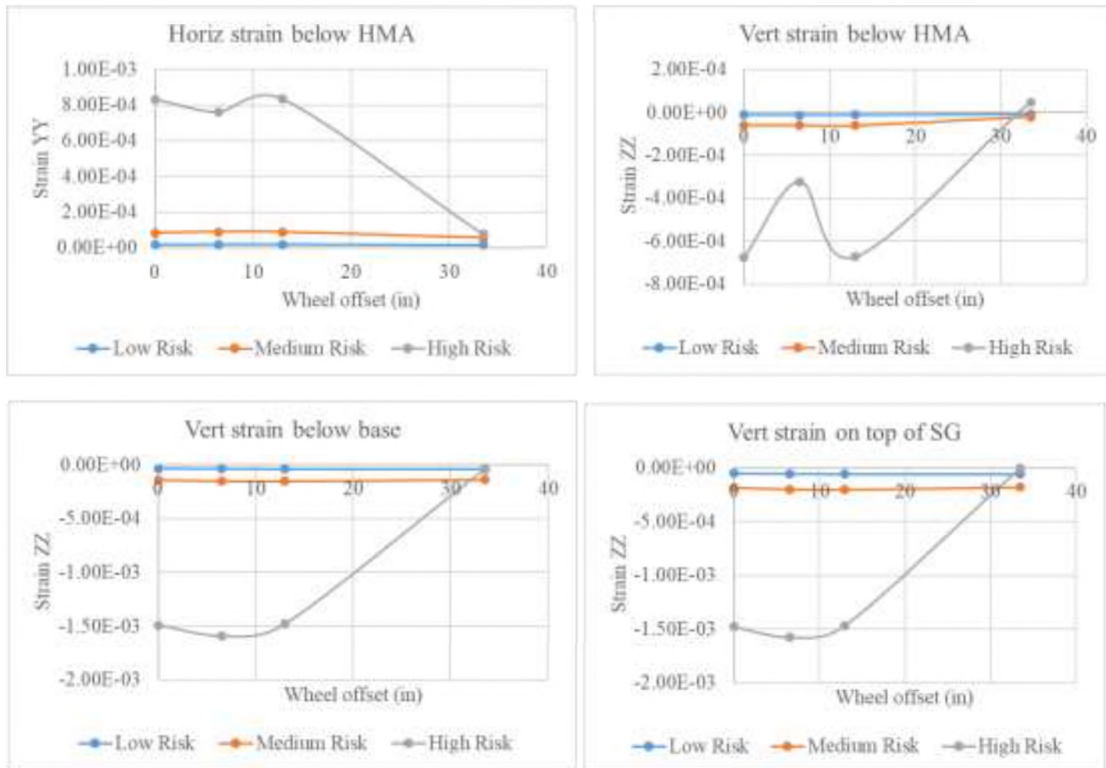 Horiz strain below HMA
1.00E-03
8.00E-04
6.00E-04
4.00E-04
2.00E-04
0.00E+00
Strain YY
0 10 20 30 40
Wheel offset (in)
Low Risk Medium Risk High Risk
Vert strain below HMA
2.00E-04
0.00E+00
-2.00E-04
-4.00E-04
-6.00E-04
-8.00E-04
Strain ZZ
0 10 20 30 40
Wheel offset (in)
Low Risk Medium Risk High Risk
Vert strain below base
0.00E+00
-5.00E-04
-1.00E-03
-1.50E-03
-2.00E-03
Strain ZZ
0 10 20 30 40
Wheel offset (in)
Low Risk Medium Risk High Risk
Vert strain on top of SG
0.00E+00
-5.00E-04
-1.00E-03
-1.50E-03
-2.00E-03
Strain ZZ
0 10 20 30 40
Wheel offset (in)
Low Risk Medium Risk High Risk